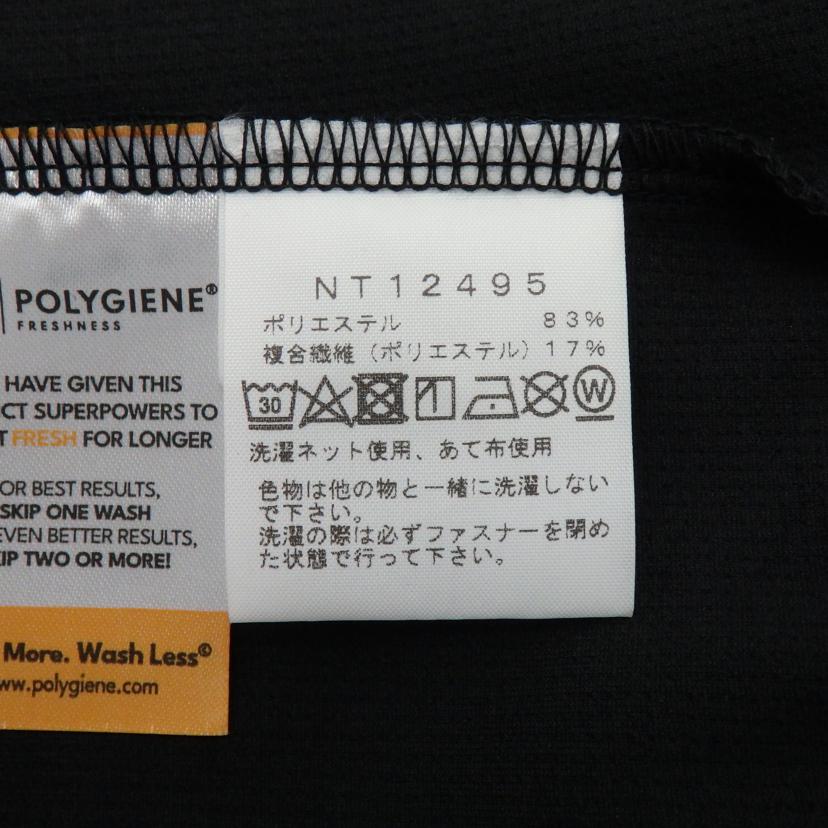 POLYGIENE®
FRESHNESS
HAVE GIVEN THIS
SUPERPOWERS TO
FRESH FOR LONGER
OR BEST RESULTS,
SKIP ONE WASH
EVEN BETTER RESULTS,
TWO OR MORE!
More. Wash Less©
www.polygiene.com
NT12495
ポリエステル 83%
複合繊維(ポリエステル)17%
30 W
洗濯ネット使用、あて布使用
色物は他の物と一緒に洗濯しない
で下さい。
洗濯の際は必ずファスナーを閉め
た状態で行って下さい。